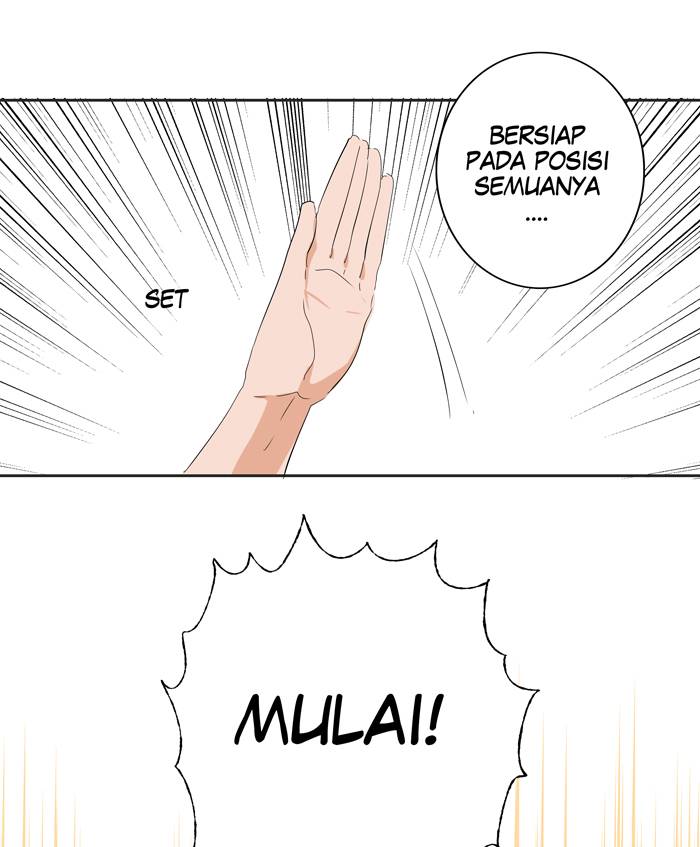 BERSIAP
PADA POSISI
SEMUANYA
....
SET
MULAI!